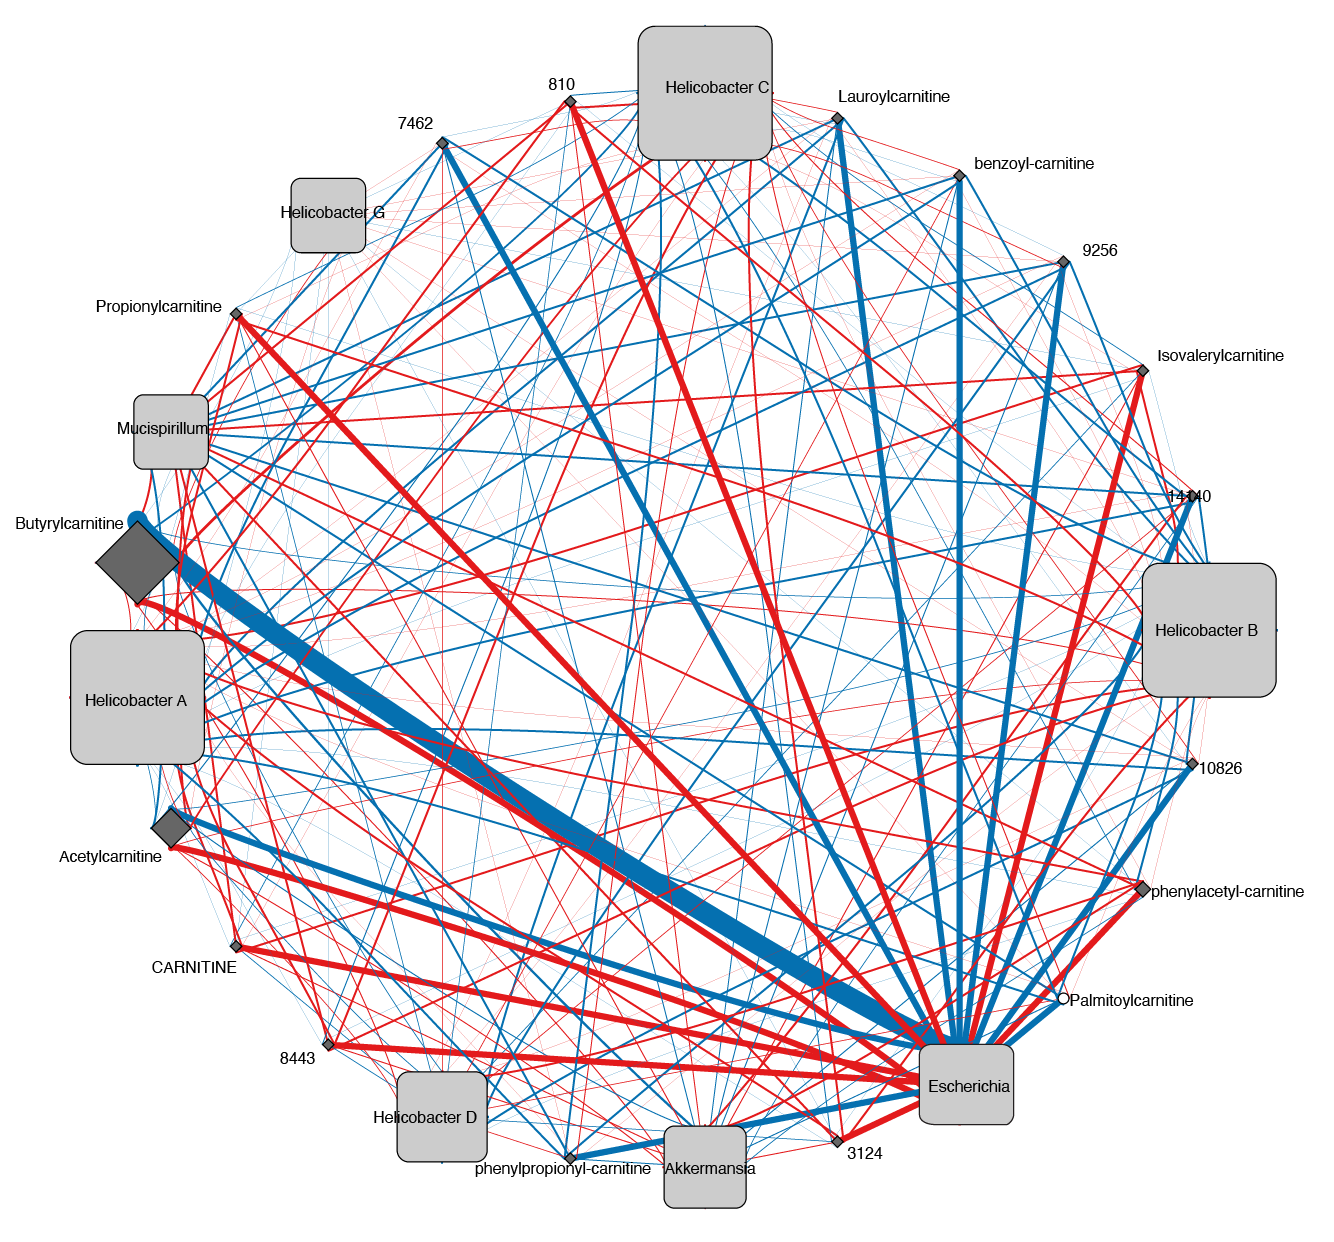 Helicobacter C
810
Lauroylcarnitine
7462
benzoyl-carnitine
Helicobacter G
9256
Propionylcarnitine
Isovalerylcarnitine
Mucispirillum
14140
Butyrylcarnitine
Helicobacter B
Helicobacter A
10826
Acetylcarnitine
phenylacetyl-carnitine
CARNITINE
Palmitoylcarnitine
8443
Escherichia
Helicobacter D
3124
phenylpropionyl-carnitine
Akkermansia